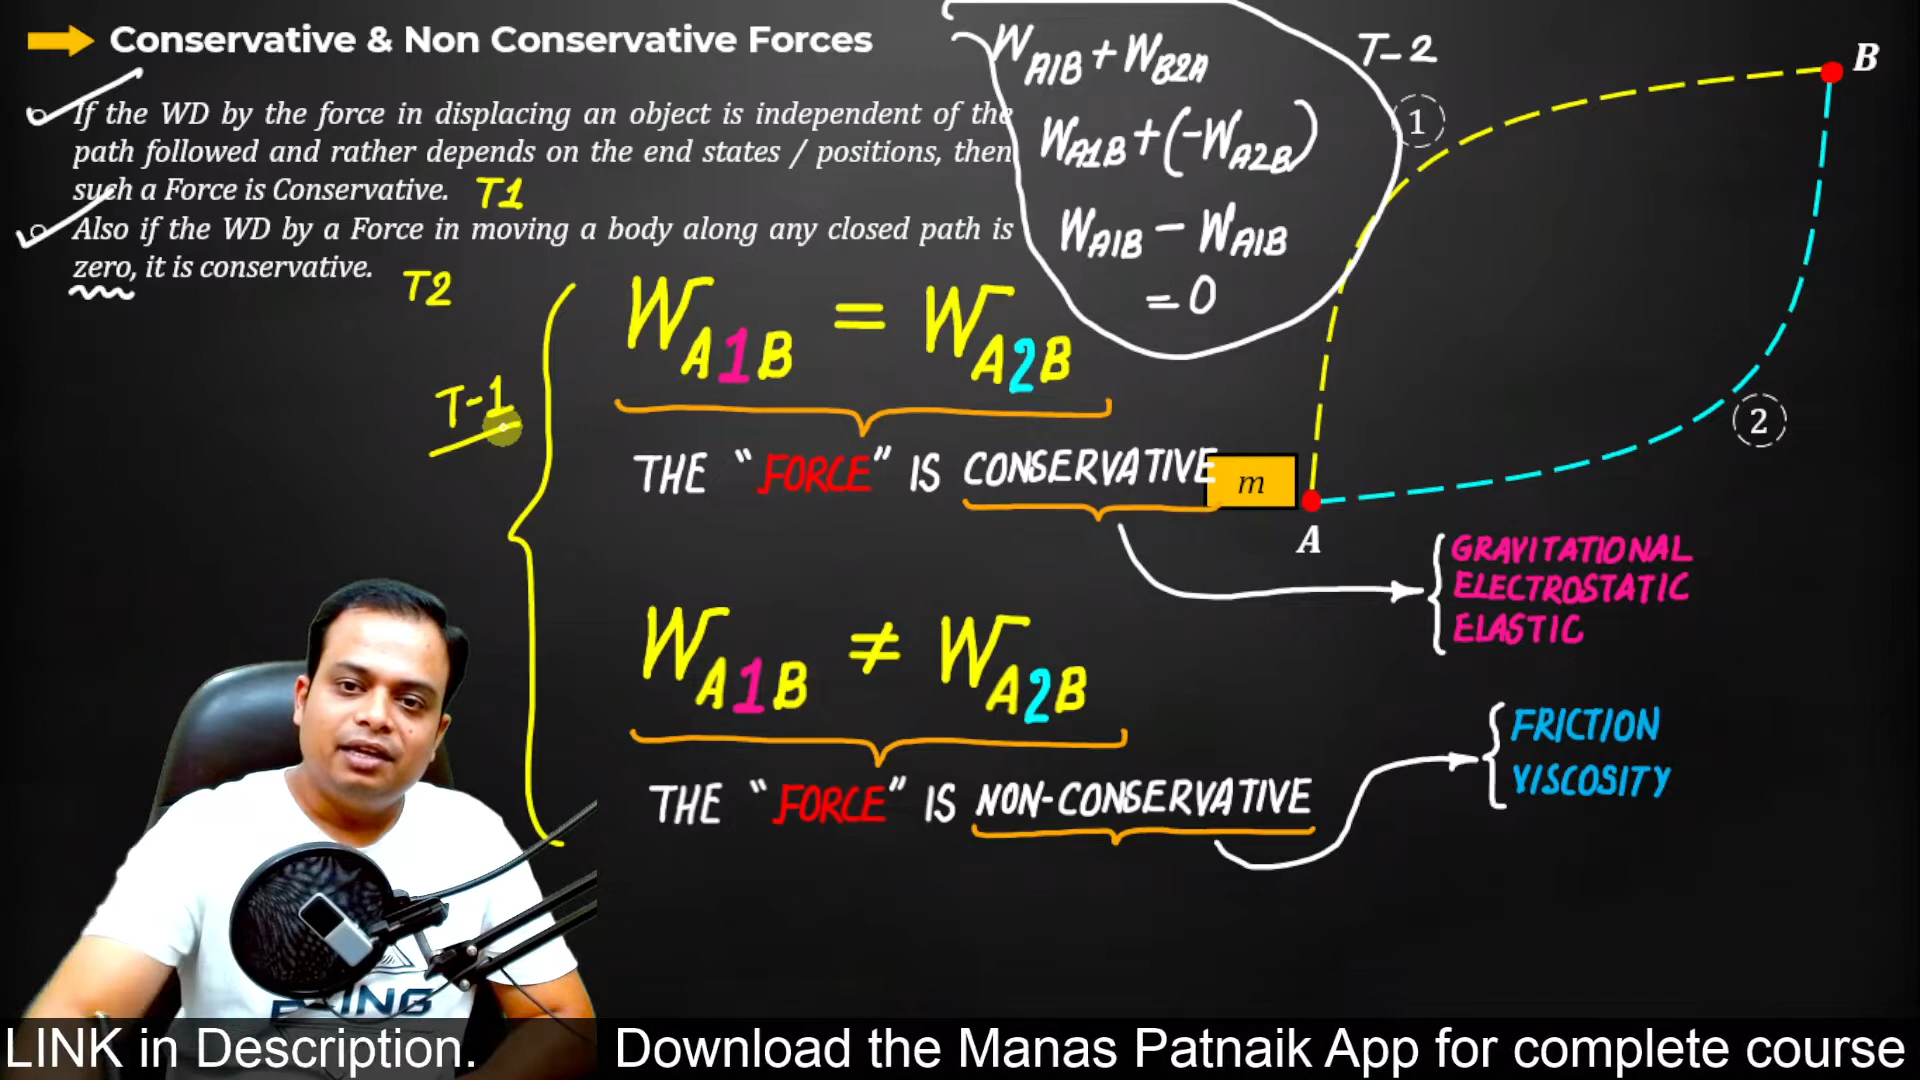 Conservative & Non Conservative Forces
If the WD by the force in displacing an object is independent of the
path followed and rather depends on the end states / positions, then
such a Force is Conservative. T1
Also if the WD by a Force in moving a body along any closed path is
zero, it is conservative. T2
W_A1B + W_B2A
W_A1B + (-W_A2B)
W_A1B - W_A1B
= 0
T-2
1
B
T-1
W_A1B = W_A2B
THE "FORCE" IS CONSERVATIVE
m
A
2
GRAVITATIONAL
ELECTROSTATIC
ELASTIC
W_A1B ≠ W_A2B
THE "FORCE" IS NON-CONSERVATIVE
FRICTION
VISCOSITY
LINK in Description. Download the Manas Patnaik App for complete course